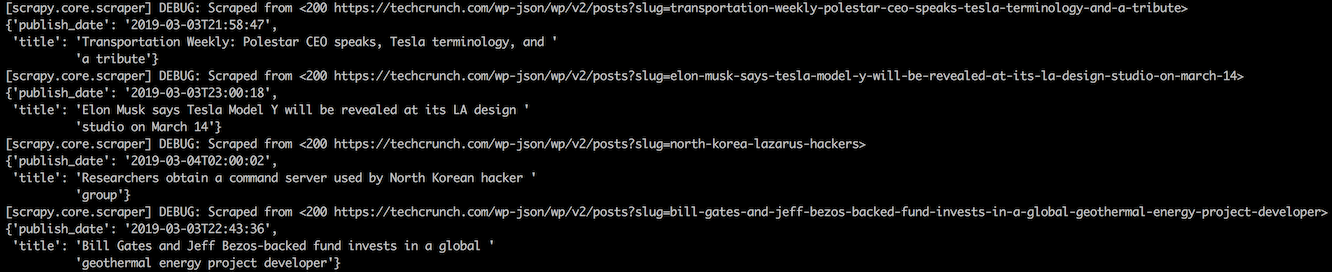 [scrapy.core.scraper] DEBUG: Scraped from <200 https://techcrunch.com/wp-json/wp/v2/posts?slug=transportation-weekly-polestar-ceo-speaks-tesla-terminology-and-a-tribute>
{'publish_date': '2019-03-03T21:58:47',
 'title': 'Transportation Weekly: Polestar CEO speaks, Tesla terminology, and '
          'a tribute'}
[scrapy.core.scraper] DEBUG: Scraped from <200 https://techcrunch.com/wp-json/wp/v2/posts?slug=elon-musk-says-tesla-model-y-will-be-revealed-at-its-la-design-studio-on-march-14>
{'publish_date': '2019-03-03T23:00:18',
 'title': 'Elon Musk says Tesla Model Y will be revealed at its LA design '
          'studio on March 14'}
[scrapy.core.scraper] DEBUG: Scraped from <200 https://techcrunch.com/wp-json/wp/v2/posts?slug=north-korea-lazarus-hackers>
{'publish_date': '2019-03-04T02:00:02',
 'title': 'Researchers obtain a command server used by North Korean hacker '
          'group'}
[scrapy.core.scraper] DEBUG: Scraped from <200 https://techcrunch.com/wp-json/wp/v2/posts?slug=bill-gates-and-jeff-bezos-backed-fund-invests-in-a-global-geothermal-energy-project-developer>
{'publish_date': '2019-03-03T22:43:36',
 'title': 'Bill Gates and Jeff Bezos-backed fund invests in a global '
          'geothermal energy project developer'}